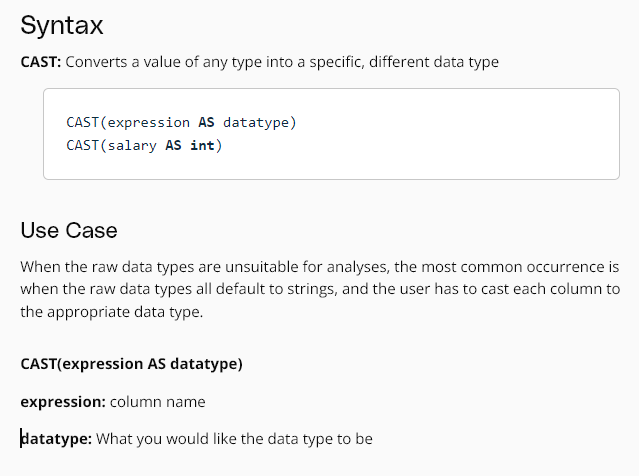 Syntax
CAST: Converts a value of any type into a specific, different data type
CAST(expression AS datatype)
CAST(salary AS int)
Use Case
When the raw data types are unsuitable for analyses, the most common occurrence is
when the raw data types all default to strings, and the user has to cast each column to
the appropriate data type.
CAST(expression AS datatype)
expression: column name
datatype: What you would like the data type to be